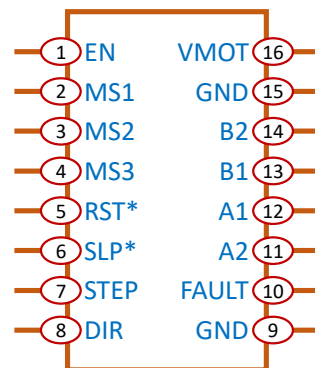 1 EN VMOT 16
2 MS1 GND 15
3 MS2 B2 14
4 MS3 B1 13
5 RST* A1 12
6 SLP* A2 11
7 STEP FAULT 10
8 DIR GND 9